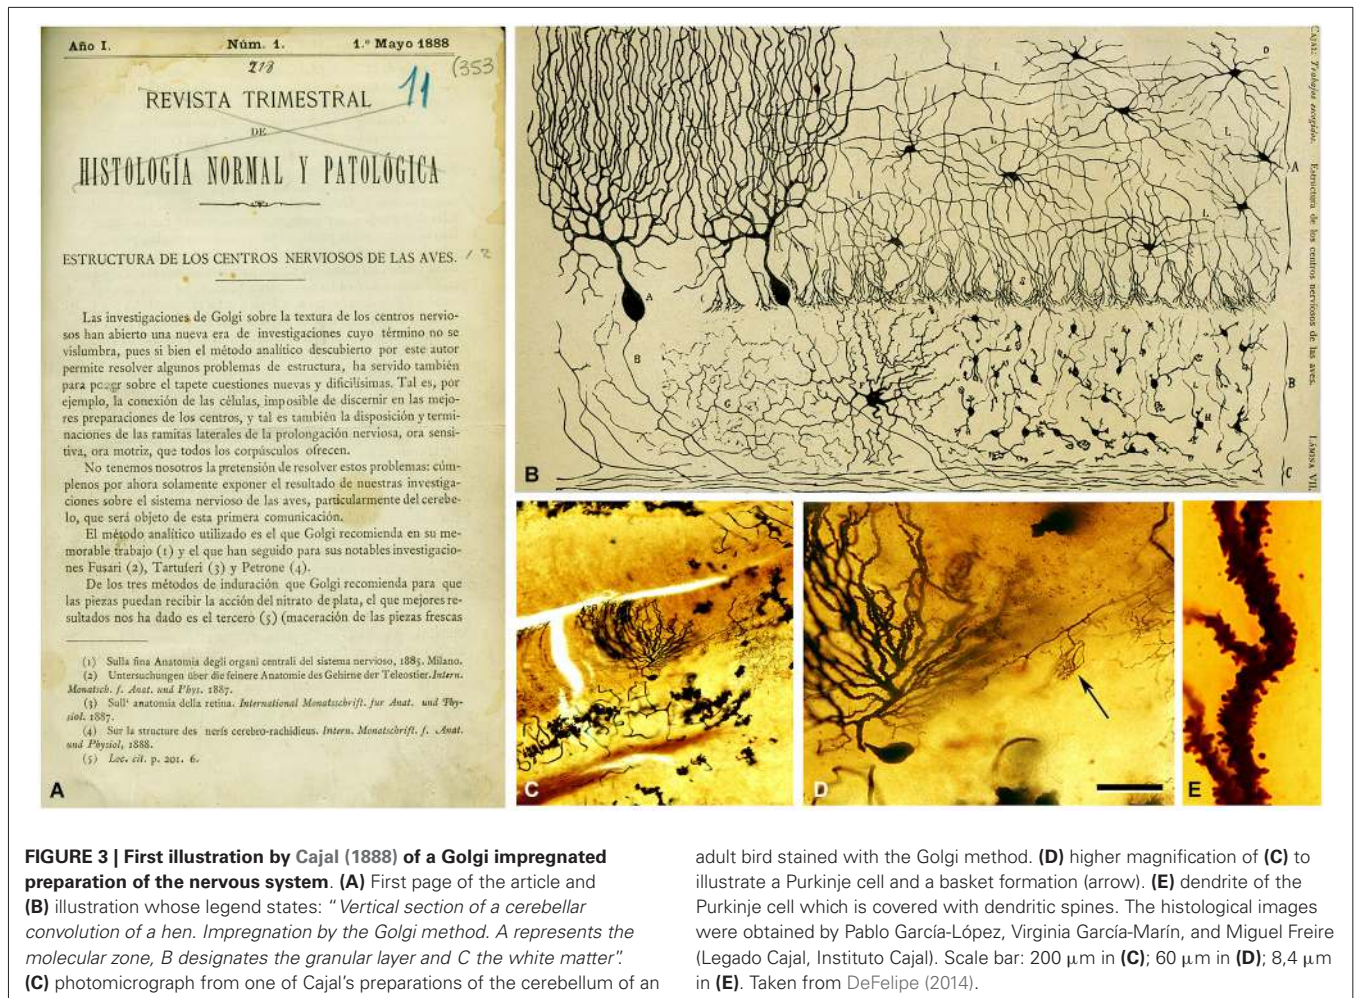 Año I.
Núm. 1.
1.º Mayo 1888
218
11
(353
REVISTA TRIMESTRAL
DE
HISTOLOGÍA NORMAL Y PATOLÓGICA
ESTRUCTURA DE LOS CENTROS NERVIOSOS DE LAS AVES.
Las investigaciones de Golgi sobre la textura de los centros nervio-
sos han abierto una nueva era de investigaciones cuyo término no se
vislumbra, pues si bien el método analítico descubierto por este autor
permite resolver algunos problemas de estructura, ha servido también
para poner sobre el tapete cuestiones nuevas y dificilísimas. Tal es, por
ejemplo, la conexión de las células, imposible de discernir en las mejo-
res preparaciones de los centros, y tal es también la disposición y termi-
naciones de las ramitas laterales de la prolongación nerviosa, ora sensi-
tiva, ora motriz, que todos los corpúsculos ofrecen.
No tenemos nosotros la pretensión de resolver estos problemas: cúm-
plenos por ahora solamente exponer el resultado de nuestras investiga-
ciones sobre el sistema nervioso de las aves, particularmente del cerebe-
lo, que será objeto de esta primera comunicación.
El método analítico utilizado es el que Golgi recomienda en su me-
morable trabajo (1) y el que han seguido para sus notables investigacio-
nes Fusari (2), Tartuferi (3) y Petrone (4).
De los tres métodos de induración que Golgi recomienda para que
las piezas puedan recibir la acción del nitrato de plata, el que mejores re-
sultados nos ha dado es el tercero (5) (maceración de las piezas frescas
(1) Sulla fina Anatomia degli organi centrali del sistema nervioso, 1885. Milano.
(2) Untersuchungen über die feinere Anatomie des Gehirne der Teleostier. Intern.
Monatsch. f. Anat. und Phys. 1887.
(3) Sull' anatomia della retina. International Monatsschrift. fur Anat. und Phy-
siol. 1887.
(4) Sur la structure des nerfs cerebro-rachidieus. Intern. Monatschrift. f. Anat.
und Physiol, 1888.
(5) Loc. cit. p. 201. 6.
A
CAJAL: Trabajos escogidos. Estructura de los centros nerviosos de las aves.
LÁMINA VII.
D
L
L
L
L
L
A
S
A
B
F
G
H
B
C
B
C
D
E
FIGURE 3 | First illustration by Cajal (1888) of a Golgi impregnated
preparation of the nervous system. (A) First page of the article and
(B) illustration whose legend states: “Vertical section of a cerebellar
convolution of a hen. Impregnation by the Golgi method. A represents the
molecular zone, B designates the granular layer and C the white matter”.
(C) photomicrograph from one of Cajal’s preparations of the cerebellum of an
adult bird stained with the Golgi method. (D) higher magnification of (C) to
illustrate a Purkinje cell and a basket formation (arrow). (E) dendrite of the
Purkinje cell which is covered with dendritic spines. The histological images
were obtained by Pablo García-López, Virginia García-Marín, and Miguel Freire
(Legado Cajal, Instituto Cajal). Scale bar: 200 μm in (C); 60 μm in (D); 8,4 μm
in (E). Taken from DeFelipe (2014).